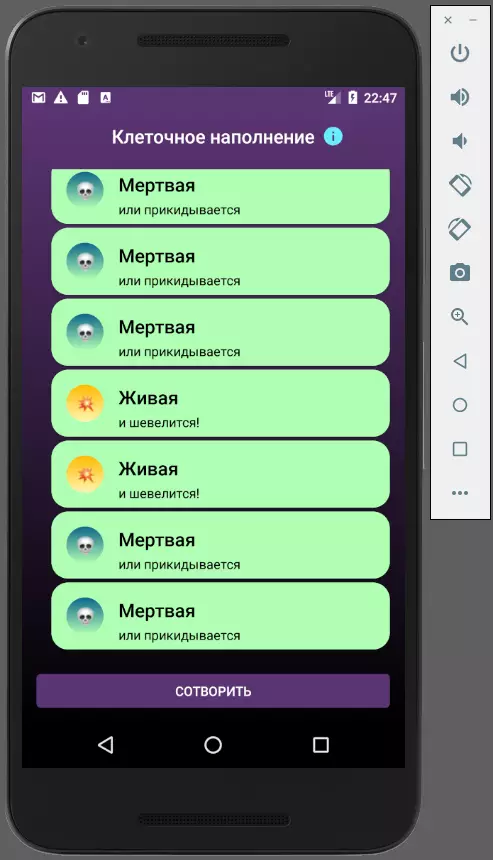 LTE 22:47
Клеточное наполнение
Мертвая
или прикидывается
Мертвая
или прикидывается
Мертвая
или прикидывается
Живая
и шевелится!
Живая
и шевелится!
Мертвая
или прикидывается
Мертвая
или прикидывается
СОТВОРИТЬ